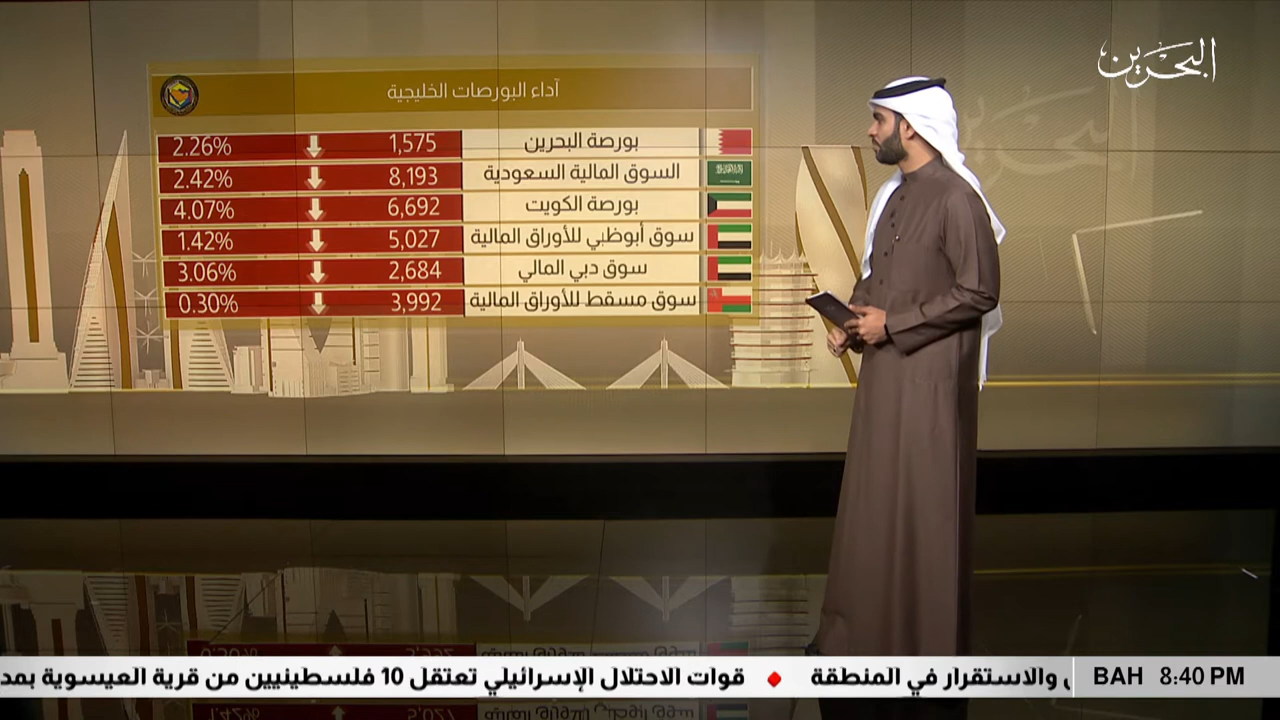 البحرين
آداء البورصات الخليجية
بورصة البحرين 1,575 2.26%
السوق المالية السعودية 8,193 2.42%
بورصة الكويت 6,692 4.07%
سوق أبوظبي للأوراق المالية 5,027 1.42%
سوق دبي المالي 2,684 3.06%
سوق مسقط للأوراق المالية 3,992 0.30%
BAH 8:40 PM
والاستقرار في المنطقة ♦ قوات الاحتلال الإسرائيلي تعتقل 10 فلسطينيين من قرية العيسوية